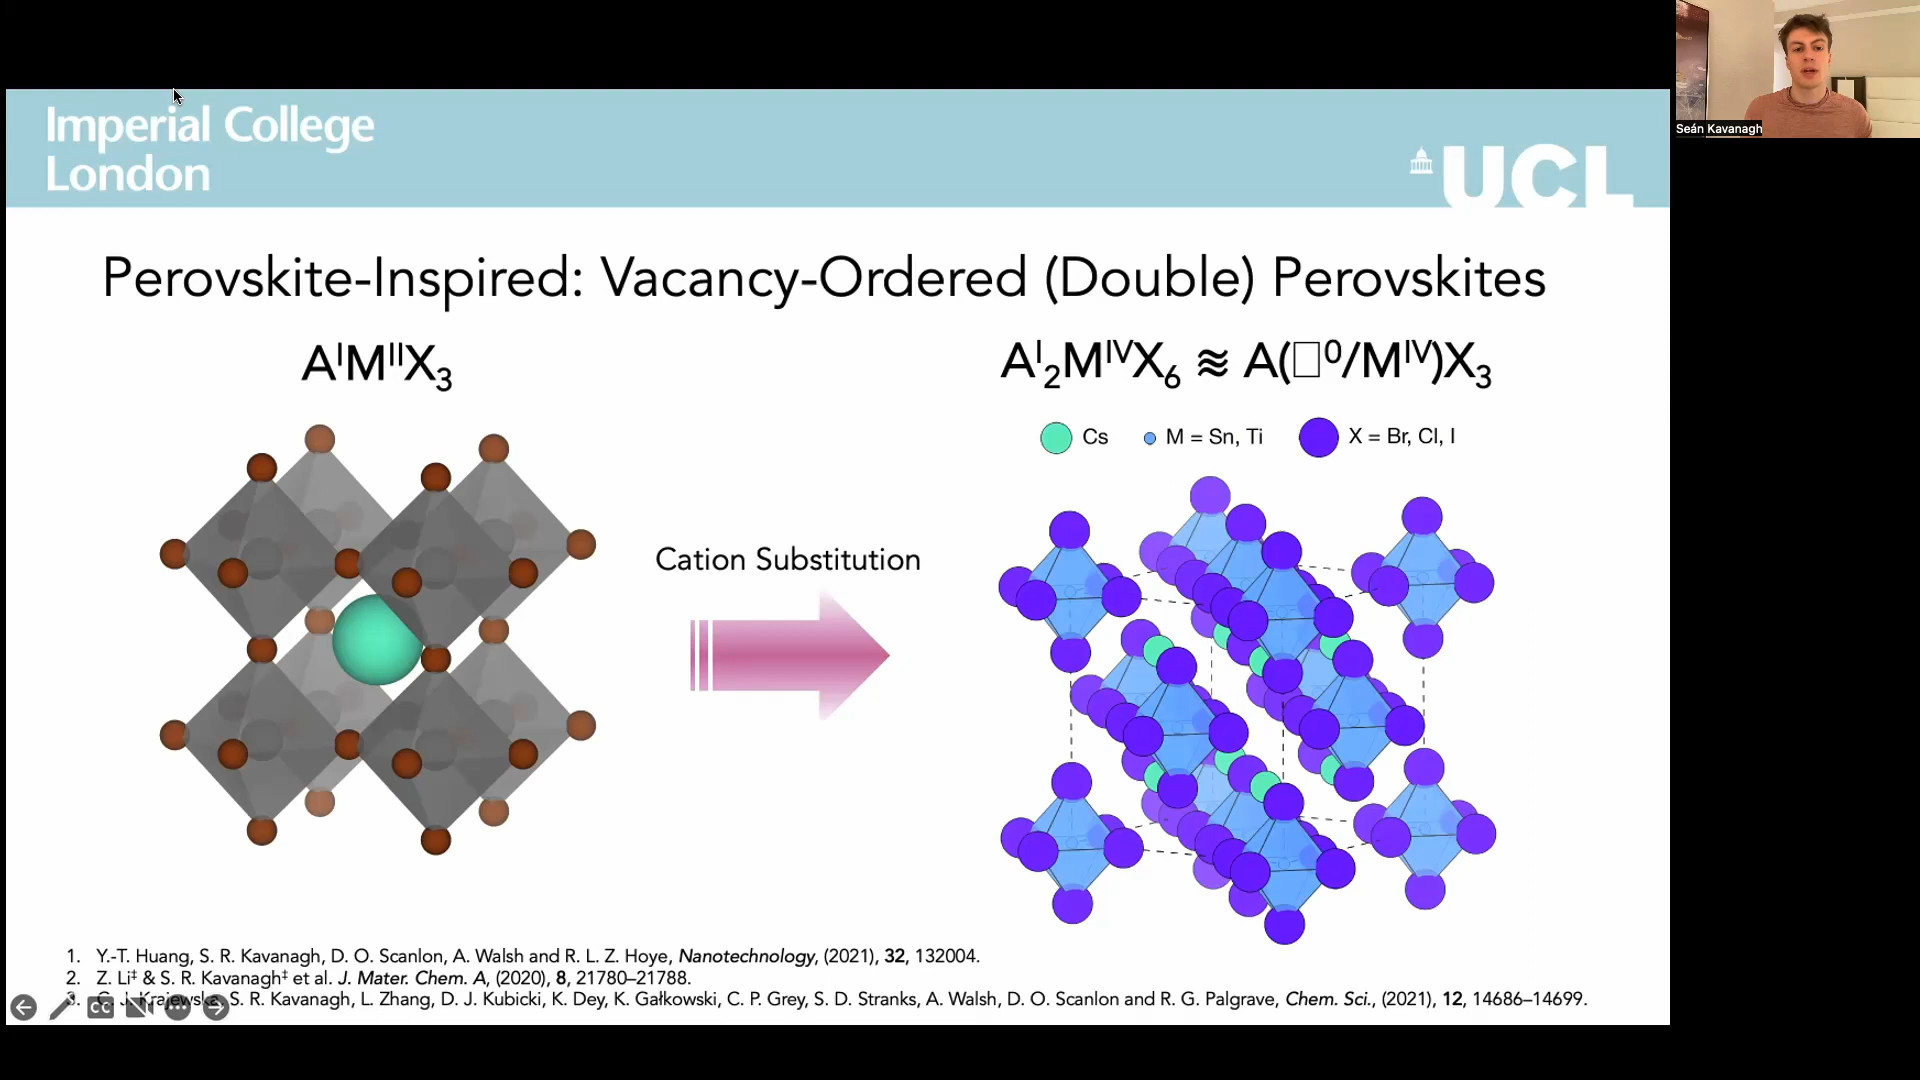 Imperial College
London
UCL
Seán Kavanagh
Perovskite-Inspired: Vacancy-Ordered (Double) Perovskites
AᴵMᴵᴵX₃
Aᴵ₂MᴵⱽX₆ ≋ A(□⁰/Mᴵⱽ)X₃
Cs
M = Sn, Ti
X = Br, Cl, I
Cation Substitution
1. Y.-T. Huang, S. R. Kavanagh, D. O. Scanlon, A. Walsh and R. L. Z. Hoye, Nanotechnology, (2021), 32, 132004.
2. Z. Li‡ & S. R. Kavanagh‡ et al. J. Mater. Chem. A, (2020), 8, 21780–21788.
3. C. J. Krajewska, S. R. Kavanagh, L. Zhang, D. J. Kubicki, K. Dey, K. Gałkowski, C. P. Grey, S. D. Stranks, A. Walsh, D. O. Scanlon and R. G. Palgrave, Chem. Sci., (2021), 12, 14686–14699.
CC